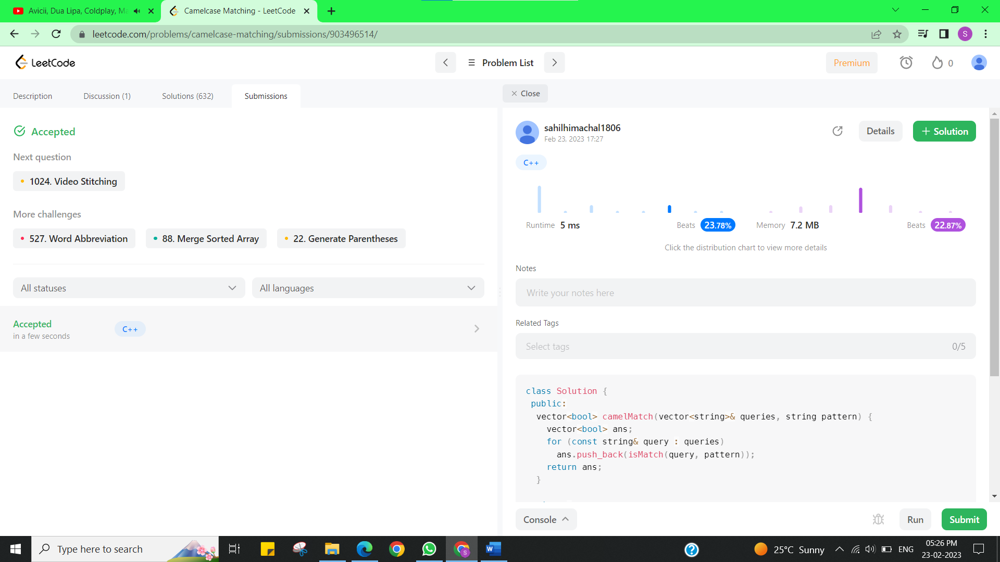 Avicii, Dua Lipa, Coldplay, Ma
Camelcase Matching - LeetCode
leetcode.com/problems/camelcase-matching/submissions/903496514/
S
LeetCode
Problem List
Premium
0
Description
Discussion (1)
Solutions (632)
Submissions
Close
Accepted
Next question
1024. Video Stitching
More challenges
527. Word Abbreviation
88. Merge Sorted Array
22. Generate Parentheses
All statuses
All languages
Accepted
in a few seconds
C++
sahilhimachal1806
Feb 23, 2023 17:27
Details
+ Solution
C++
Runtime 5 ms
Beats 23.78%
Memory 7.2 MB
Beats 22.87%
Click the distribution chart to view more details
Notes
Write your notes here
Related Tags
Select tags
0/5
class Solution {
public:
vector<bool> camelMatch(vector<string>& queries, string pattern) {
vector<bool> ans;
for (const string& query : queries)
ans.push_back(isMatch(query, pattern));
return ans;
}
Console
Run
Submit
Type here to search
S
W
?
25°C Sunny
ENG
05:26 PM
23-02-2023